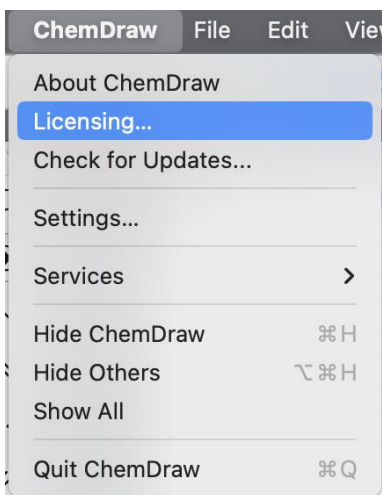 ChemDraw File Edit
About ChemDraw
Licensing...
Check for Updates...
Settings...
Services >
Hide ChemDraw ⌘H
Hide Others ⌥⌘H
Show All
Quit ChemDraw ⌘Q